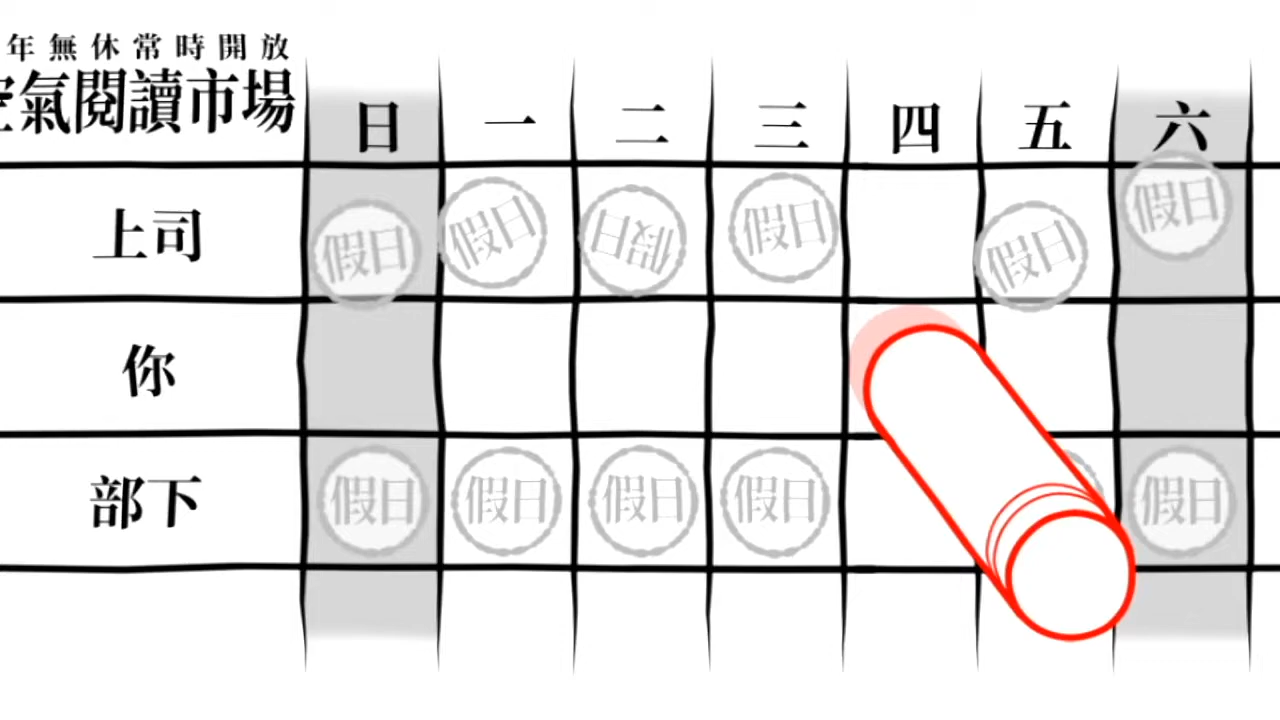 年無休常時開放
空氣閱讀市場
日 一 二 三 四 五 六
上司 假日 假日 假日 假日 假日 假日
你
部下 假日 假日 假日 假日 假日